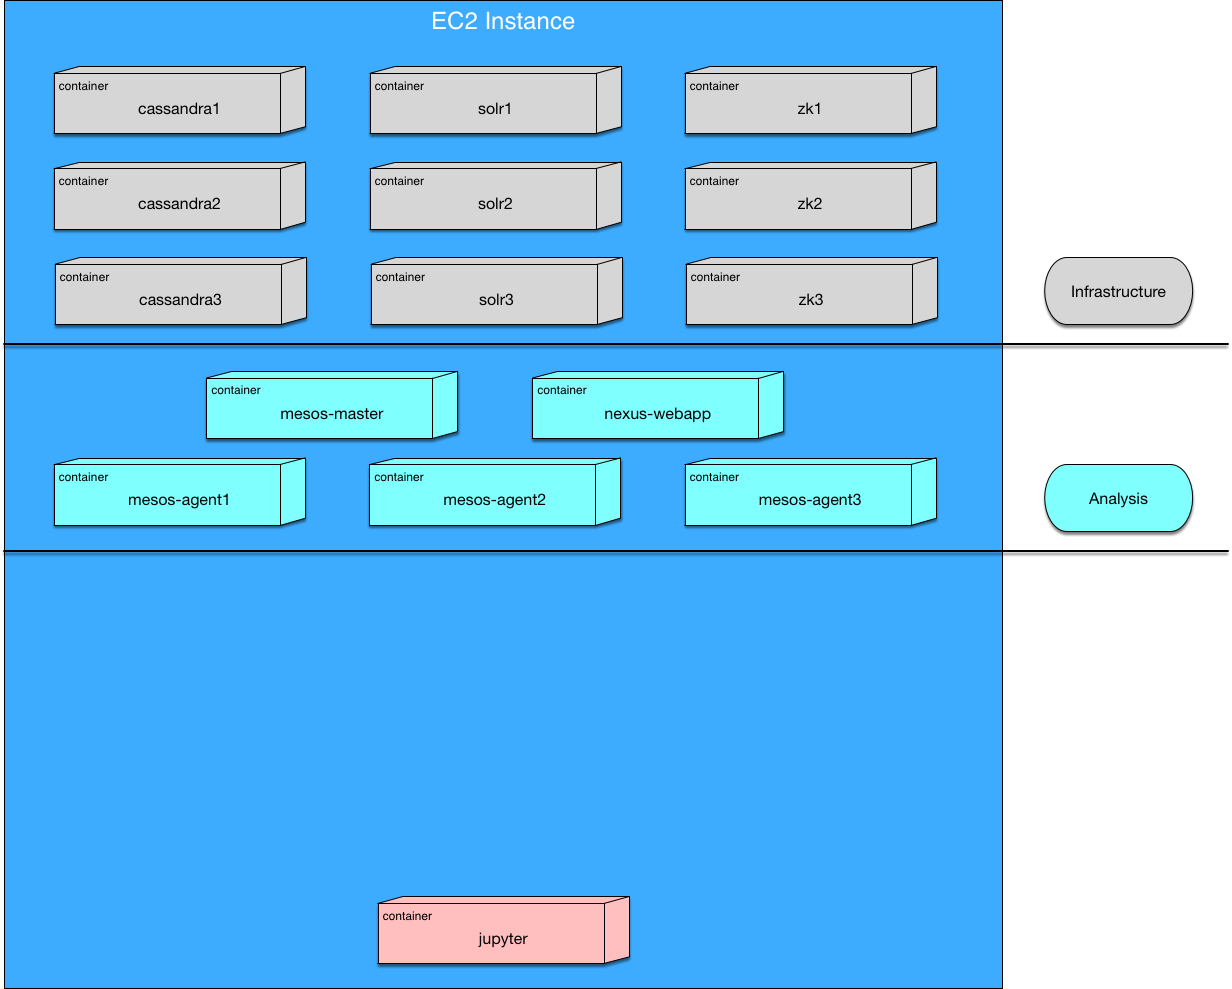 EC2 Instance
container
cassandra1
container
solr1
container
zk1
container
cassandra2
container
solr2
container
zk2
container
cassandra3
container
solr3
container
zk3
Infrastructure
container
mesos-master
container
nexus-webapp
container
mesos-agent1
container
mesos-agent2
container
mesos-agent3
Analysis
container
jupyter